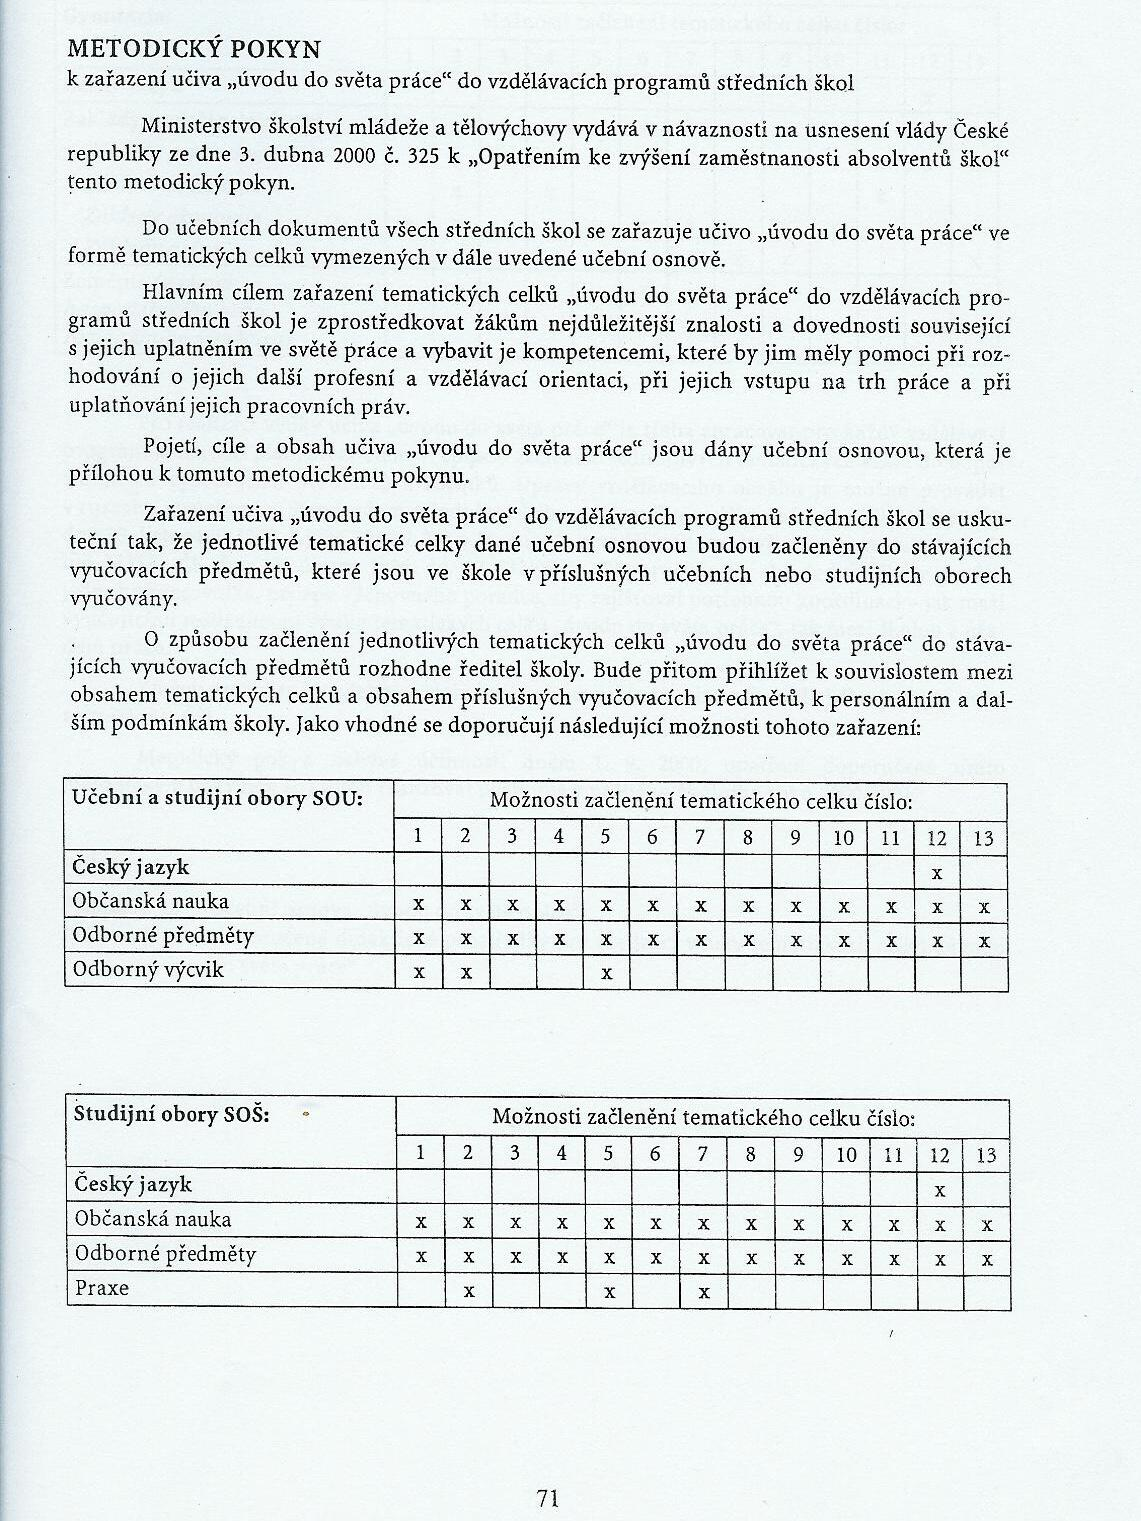 METODICKÝ POKYN
k zařazení učiva „úvodu do světa práce“ do vzdělávacích programů středních škol
Ministerstvo školství mládeže a tělovýchovy vydává v návaznosti na usnesení vlády České
republiky ze dne 3. dubna 2000 č. 325 k „Opatřením ke zvýšení zaměstnanosti absolventů škol“
tento metodický pokyn.
Do učebních dokumentů všech středních škol se zařazuje učivo „úvodu do světa práce“ ve
formě tematických celků vymezených v dále uvedené učební osnově.
Hlavním cílem zařazení tematických celků „úvodu do světa práce“ do vzdělávacích pro-
gramů středních škol je zprostředkovat žákům nejdůležitější znalosti a dovednosti související
s jejich uplatněním ve světě práce a vybavit je kompetencemi, které by jim měly pomoci při roz-
hodování o jejich další profesní a vzdělávací orientaci, při jejich vstupu na trh práce a při
uplatňování jejich pracovních práv.
Pojetí, cíle a obsah učiva „úvodu do světa práce“ jsou dány učební osnovou, která je
přílohou k tomuto metodickému pokynu.
Zařazení učiva „úvodu do světa práce“ do vzdělávacích programů středních škol se usku-
teční tak, že jednotlivé tematické celky dané učební osnovou budou začleněny do stávajících
vyučovacích předmětů, které jsou ve škole v příslušných učebních nebo studijních oborech
vyučovány.
O způsobu začlenění jednotlivých tematických celků „úvodu do světa práce“ do stáva-
jících vyučovacích předmětů rozhodne ředitel školy. Bude přitom přihlížet k souvislostem mezi
obsahem tematických celků a obsahem příslušných vyučovacích předmětů, k personálním a dal-
ším podmínkám školy. Jako vhodné se doporučují následující možnosti tohoto zařazení:
Učební a studijní obory SOU: Možnosti začlenění tematického celku číslo:
1 2 3 4 5 6 7 8 9 10 11 12 13
Český jazyk x
Občanská nauka x x x x x x x x x x x x x
Odborné předměty x x x x x x x x x x x x x
Odborný výcvik x x x
Studijní obory SOŠ: Možnosti začlenění tematického celku číslo:
1 2 3 4 5 6 7 8 9 10 11 12 13
Český jazyk x
Občanská nauka x x x x x x x x x x x x x
Odborné předměty x x x x x x x x x x x x x
Praxe x x x
71